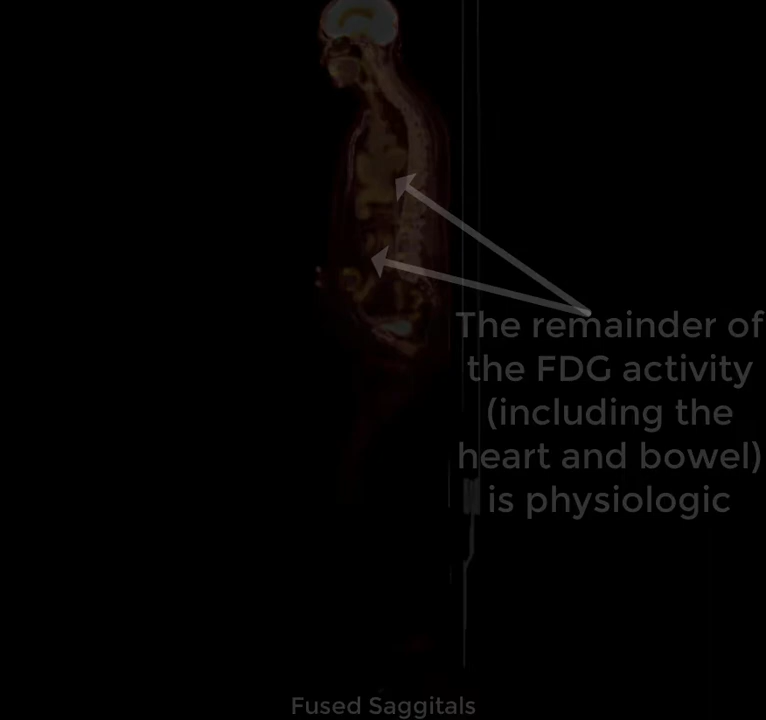 The remainder of
the FDG activity
(including the
heart and bowel)
is physiologic
Fused Saggitals